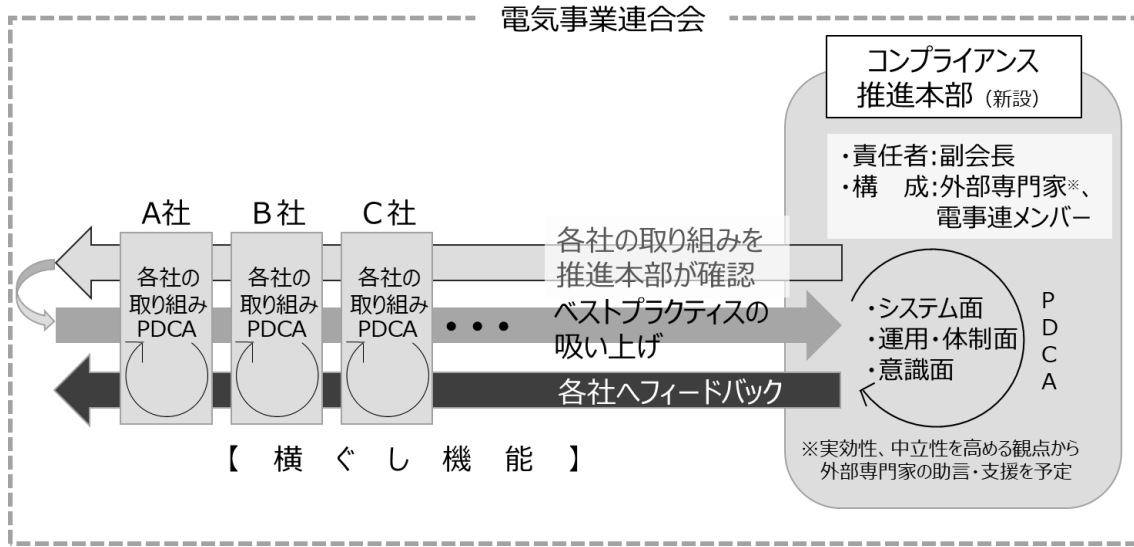 電気事業連合会
コンプライアンス
推進本部（新設）
・責任者:副会長
・構　成:外部専門家※、
電事連メンバー
A社
B社
C社
各社の
取り組み
PDCA
各社の
取り組み
PDCA
各社の
取り組み
PDCA
・・・
各社の取り組みを
推進本部が確認
ベストプラクティスの
吸い上げ
各社へフィードバック
・システム面
・運用・体制面
・意識面
P
D
C
A
【 横 ぐ し 機 能 】
※実効性、中立性を高める観点から
外部専門家の助言・支援を予定